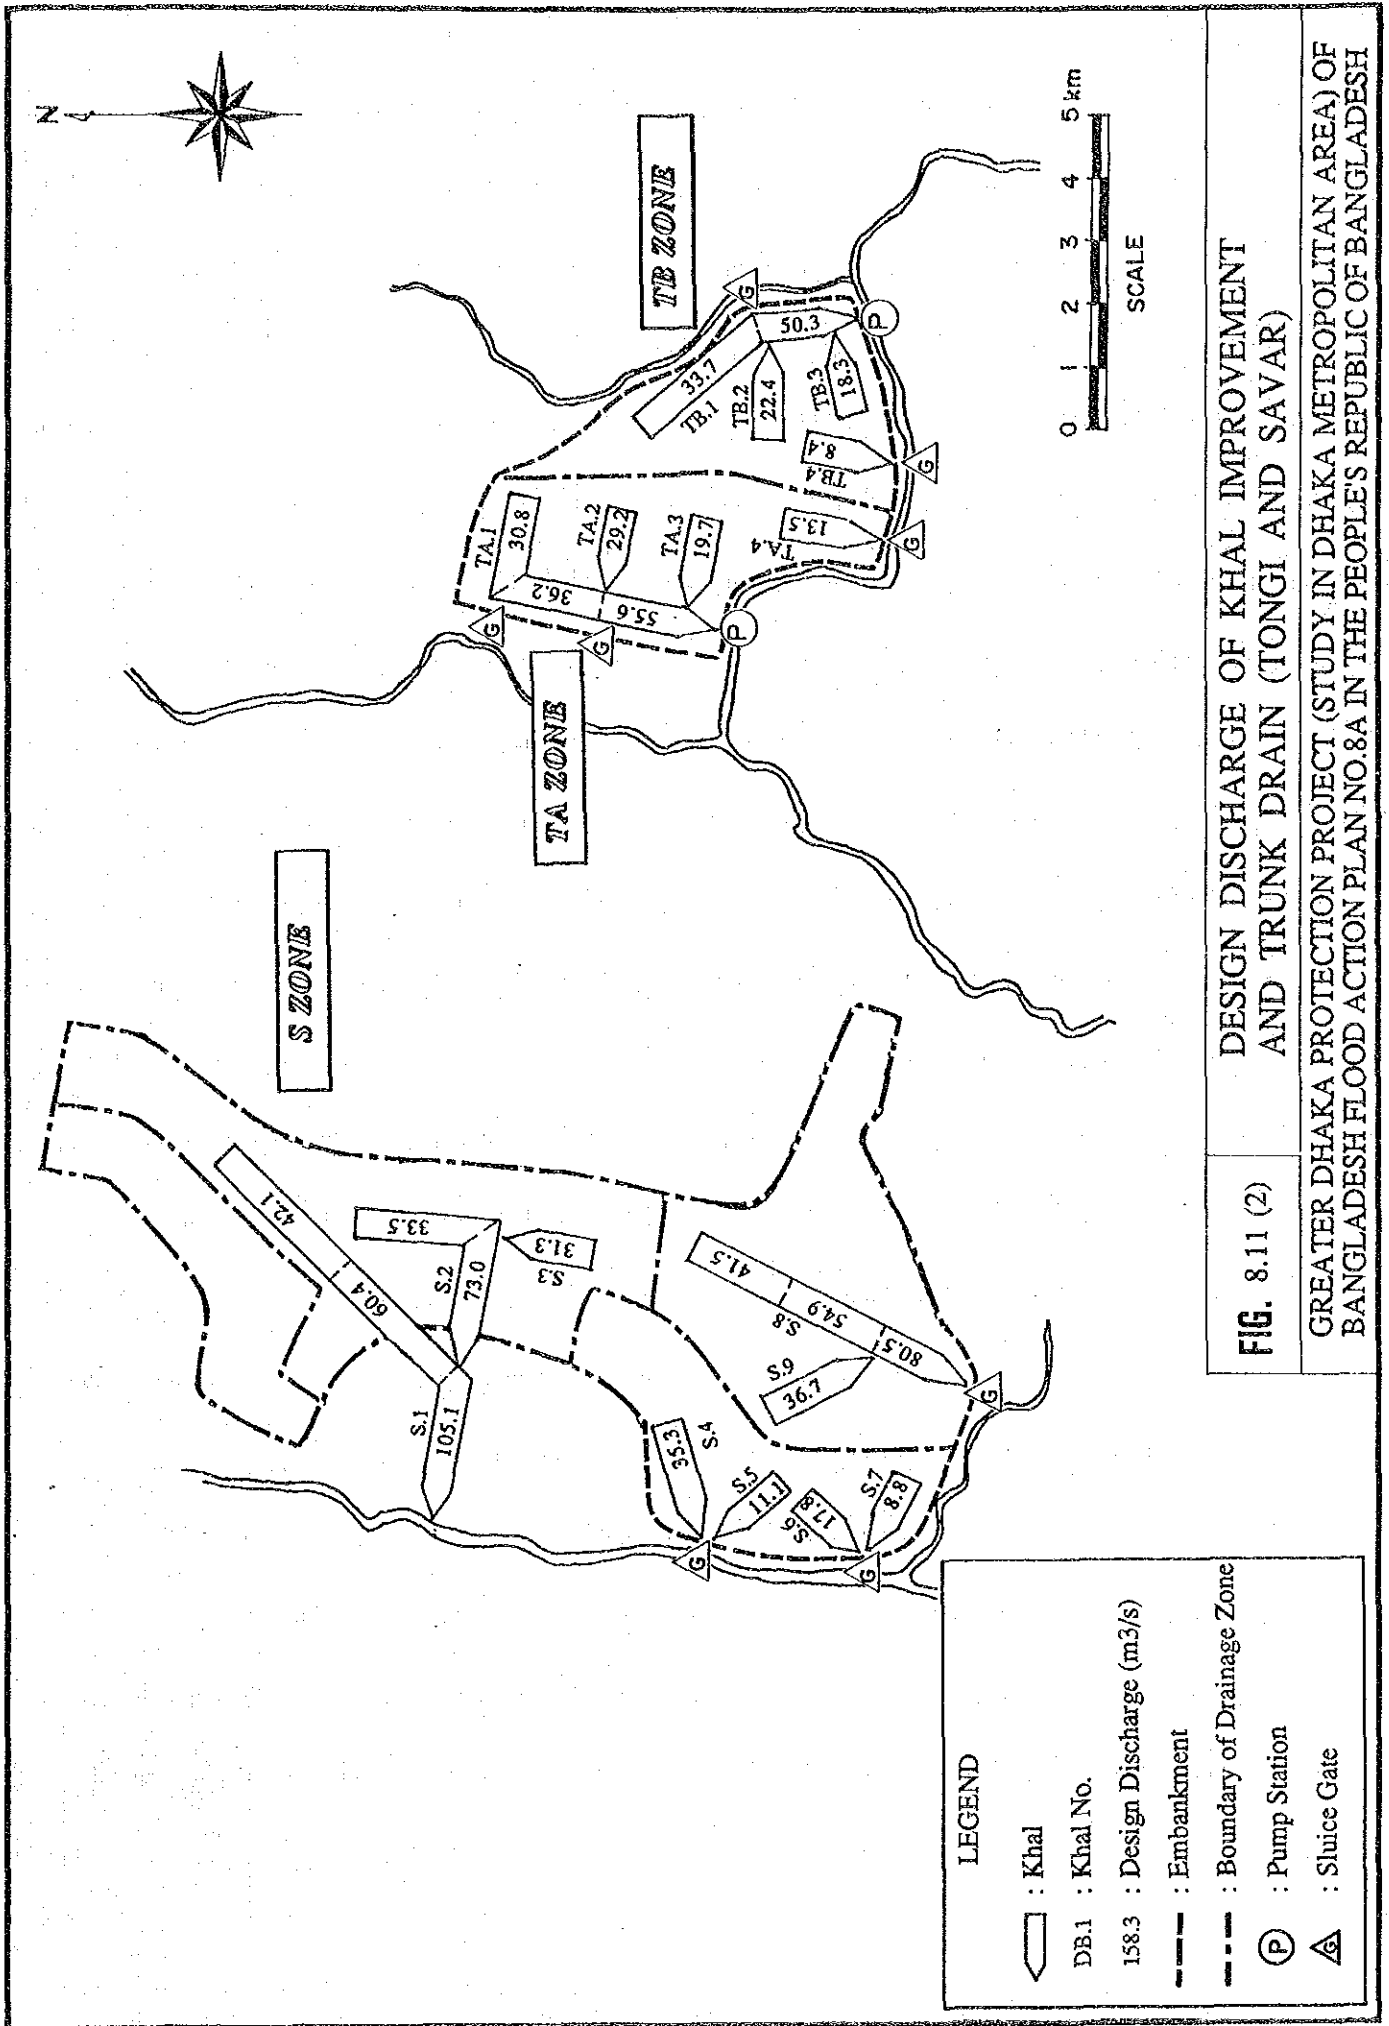 N
S ZONE
TA ZONE
TB ZONE
42.1
60.4
S.1
105.1
S.2
73.0
33.5
S.3
31.3
S.4
35.3
S.5
11.1
S.6
17.8
S.7
8.8
S.8
41.5
54.9
80.5
S.9
36.7
G
G
G
TA.1
30.8
36.2
TA.2
29.2
55.6
TA.3
19.7
TA.4
13.5
G
G
P
G
TB.1
33.7
TB.2
22.4
50.3
TB.3
18.3
TB.4
8.4
G
G
P
0 1 2 3 4 5 km
SCALE
LEGEND
: Khal
DB.1 : Khal No.
158.3 : Design Discharge (m3/s)
: Embankment
: Boundary of Drainage Zone
P : Pump Station
G : Sluice Gate
FIG. 8.11 (2)
DESIGN DISCHARGE OF KHAL IMPROVEMENT
AND TRUNK DRAIN (TONGI AND SAVAR)
GREATER DHAKA PROTECTION PROJECT (STUDY IN DHAKA METROPOLITAN AREA) OF
BANGLADESH FLOOD ACTION PLAN NO.8A IN THE PEOPLE'S REPUBLIC OF BANGLADESH